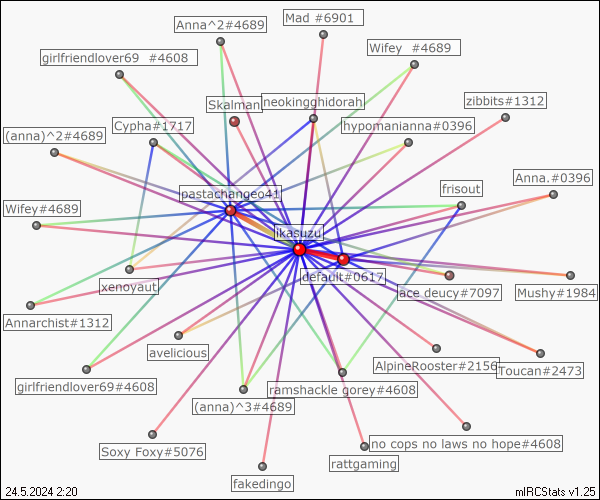 Anna^2#4689
Mad #6901
girlfriendlover69 #4608
Wifey #4689
Skalman
neokingghidorah
zibbits#1312
(anna)^2#4689
Cypha#1717
hypomanianna#0396
pastachangeo41
frisout
Anna.#0396
Wifey#4689
ikasuzu
default#0617
xenoyaut
ace deucy#7097
Mushy#1984
Annarchist#1312
avelicious
AlpineRooster#2156
Toucan#2473
girlfriendlover69#4608
ramshackle gorey#4608
(anna)^3#4689
Soxy Foxy#5076
no cops no laws no hope#4608
fakedingo
rattgaming
24.5.2024 2:20
mIRCStats v1.25